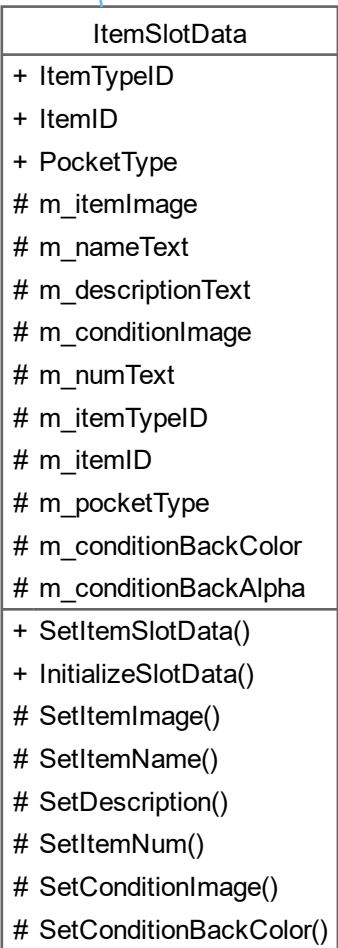 ItemSlotData
+ ItemTypeID
+ ItemID
+ PocketType
# m_itemImage
# m_nameText
# m_descriptionText
# m_conditionImage
# m_numText
# m_itemTypeID
# m_itemID
# m_pocketType
# m_conditionBackColor
# m_conditionBackAlpha
+ SetItemSlotData()
+ InitializeSlotData()
# SetItemImage()
# SetItemName()
# SetDescription()
# SetItemNum()
# SetConditionImage()
# SetConditionBackColor()